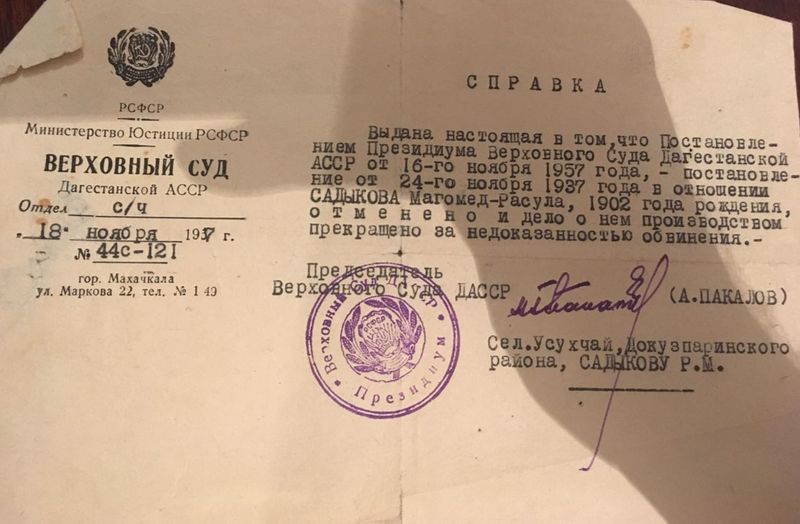 РСФСР
Министерство Юстиции РСФСР
ВЕРХОВНЫЙ СУД
Дагестанской АССР
Отдел с/ч
"18" ноября 1957 г.
№ 44с-121
гор. Махачкала
ул. Маркова 22, тел. № 1 49
СПРАВКА
Выдана настоящая в том, что Постановле-
нием Президиума Верховного Суда Дагестанской
АССР от 16-го ноября 1957 года, - постановле-
ние от 24-го ноября 1937 года в отношении
САДЫКОВА Магомед-Расула, 1902 года рождения,
отменено и дело о нем производством
прекращено за недоказанностью обвинения.-
Председатель
Верховного Суда ДАССР
(А.ПАКАЛОВ)
Верховный Суд ДАССР
Президиум
Сел.Усухчай,Докузпаринского
района, САДЫКОВУ Р.М.